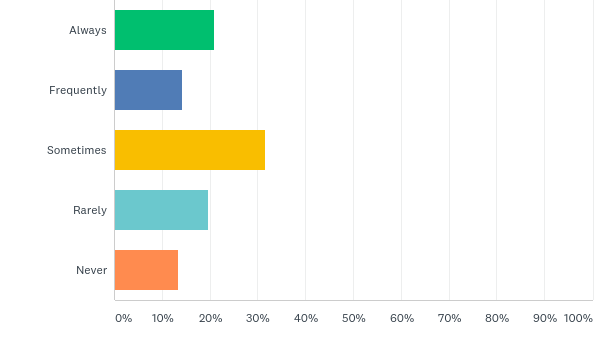 Always
Frequently
Sometimes
Rarely
Never
0% 10% 20% 30% 40% 50% 60% 70% 80% 90% 100%